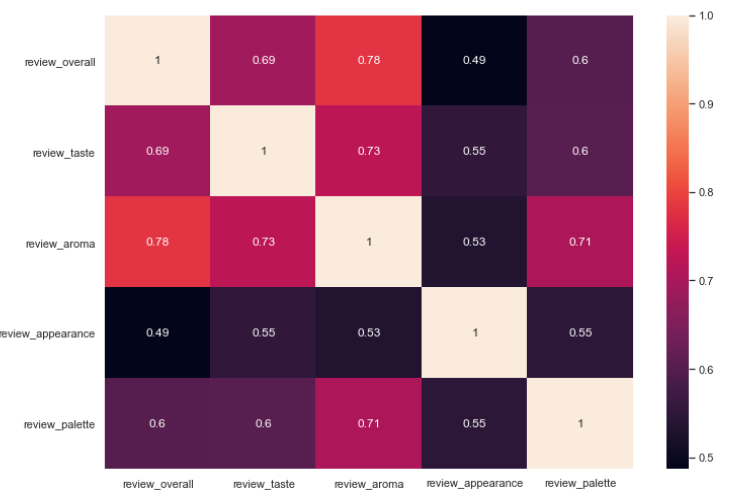 review_overall 1 0.69 0.78 0.49 0.6 1.0
0.9
review_taste 0.69 1 0.73 0.55 0.6
0.8
review_aroma 0.78 0.73 1 0.53 0.71
0.7
review_appearance 0.49 0.55 0.53 1 0.55
0.6
review_palette 0.6 0.6 0.71 0.55 1
0.5
review_overall review_taste review_aroma review_appearance review_palette